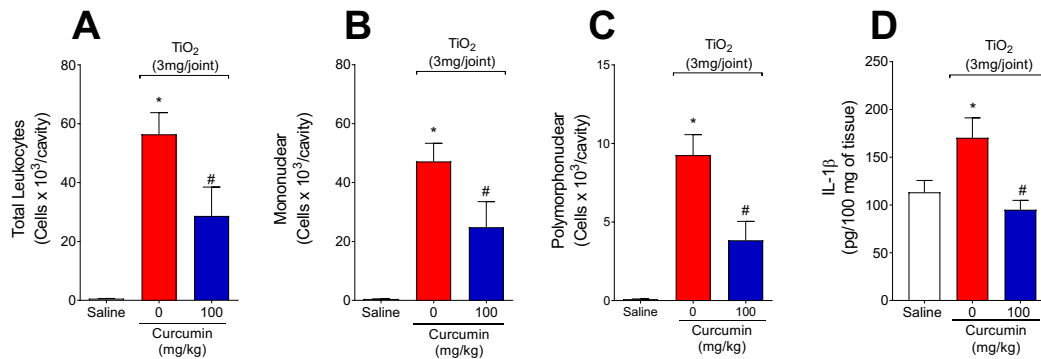 A
TiO₂
(3mg/joint)
Total Leukocytes
(Cells x 10³/cavity)
80
60
40
20
0
*
#
Saline
0
100
Curcumin
(mg/kg)
B
TiO₂
(3mg/joint)
Mononuclear
(Cells x 10³/cavity)
80
60
40
20
0
*
#
Saline
0
100
Curcumin
(mg/kg)
C
TiO₂
(3mg/joint)
Polymorphonuclear
(Cells x 10³/cavity)
15
10
5
0
*
#
Saline
0
100
Curcumin
(mg/kg)
D
TiO₂
(3mg/joint)
IL-1β
(pg/100 mg of tissue)
250
200
150
100
50
0
*
#
Saline
0
100
Curcumin
(mg/kg)